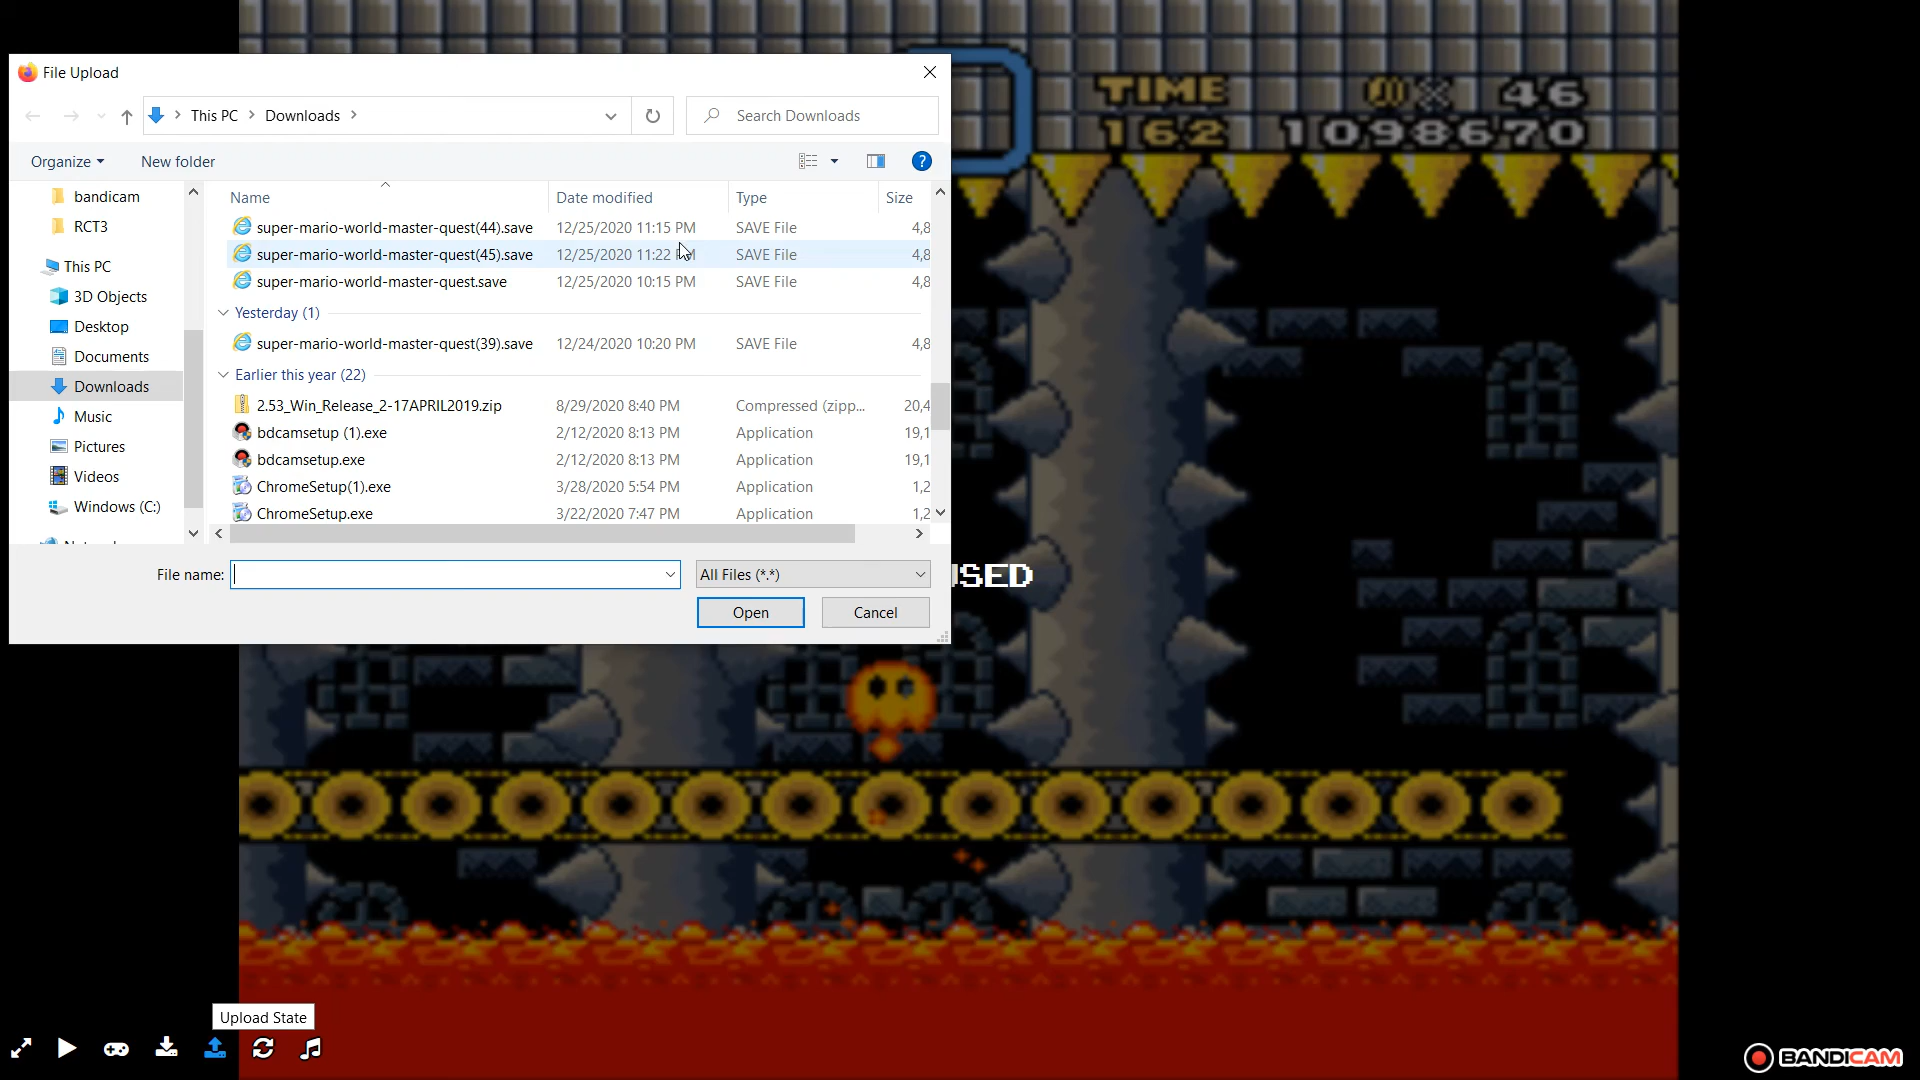 File Upload
This PC > Downloads >
Search Downloads
TIME 46
162 1098670
Organize New folder
Name Date modified Type Size
bandicam
RCT3
This PC
3D Objects
Desktop
Documents
Downloads
Music
Pictures
Videos
Windows (C:)
super-mario-world-master-quest(44).save 12/25/2020 11:15 PM SAVE File 4,8
super-mario-world-master-quest(45).save 12/25/2020 11:22 SAVE File 4,8
super-mario-world-master-quest.save 12/25/2020 10:15 PM SAVE File 4,8
Yesterday (1)
super-mario-world-master-quest(39).save 12/24/2020 10:20 PM SAVE File 4,8
Earlier this year (22)
2.53_Win_Release_2-17APRIL2019.zip 8/29/2020 8:40 PM Compressed (zipp... 20,4
bdcamsetup (1).exe 2/12/2020 8:13 PM Application 19,1
bdcamsetup.exe 2/12/2020 8:13 PM Application 19,1
ChromeSetup(1).exe 3/28/2020 5:54 PM Application 1,2
ChromeSetup.exe 3/22/2020 7:47 PM Application 1,2
File name: All Files (*.*)
Open Cancel
SED
Upload State
BANDICAM